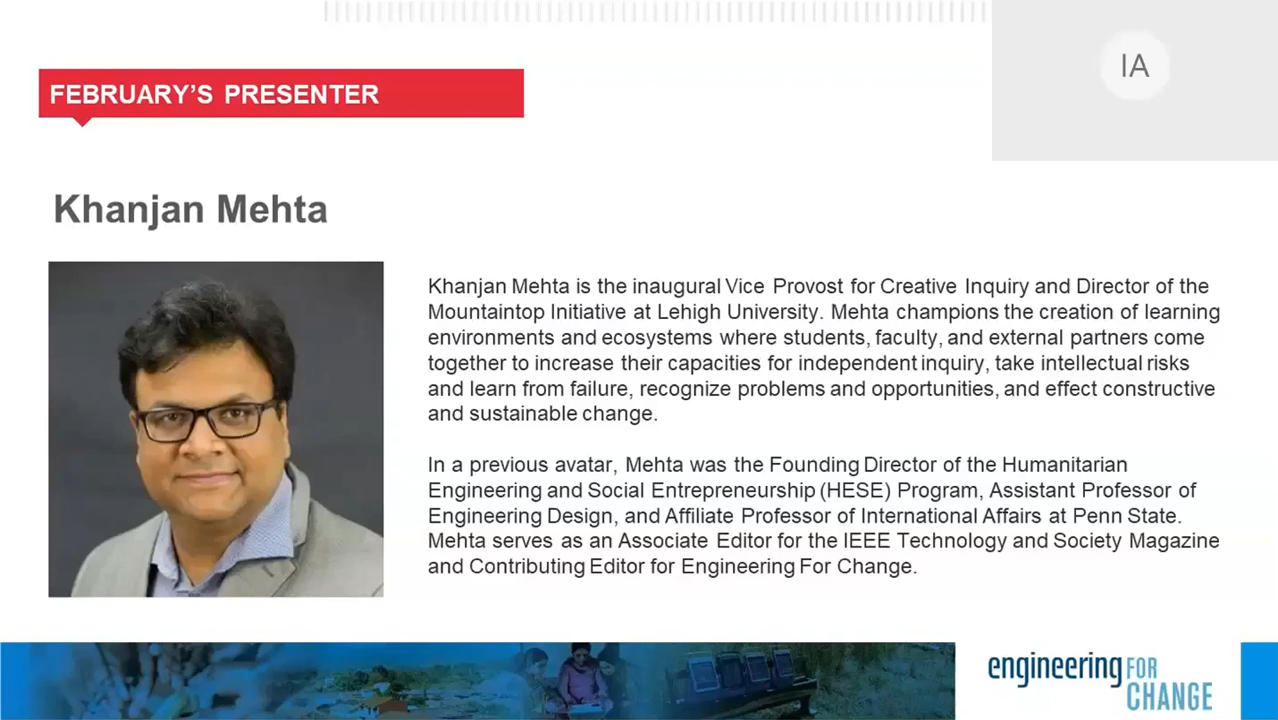 FEBRUARY’S PRESENTER
IA
Khanjan Mehta
Khanjan Mehta is the inaugural Vice Provost for Creative Inquiry and Director of the
Mountaintop Initiative at Lehigh University. Mehta champions the creation of learning
environments and ecosystems where students, faculty, and external partners come
together to increase their capacities for independent inquiry, take intellectual risks
and learn from failure, recognize problems and opportunities, and effect constructive
and sustainable change.
In a previous avatar, Mehta was the Founding Director of the Humanitarian
Engineering and Social Entrepreneurship (HESE) Program, Assistant Professor of
Engineering Design, and Affiliate Professor of International Affairs at Penn State.
Mehta serves as an Associate Editor for the IEEE Technology and Society Magazine
and Contributing Editor for Engineering For Change.
engineering FOR
CHANGE